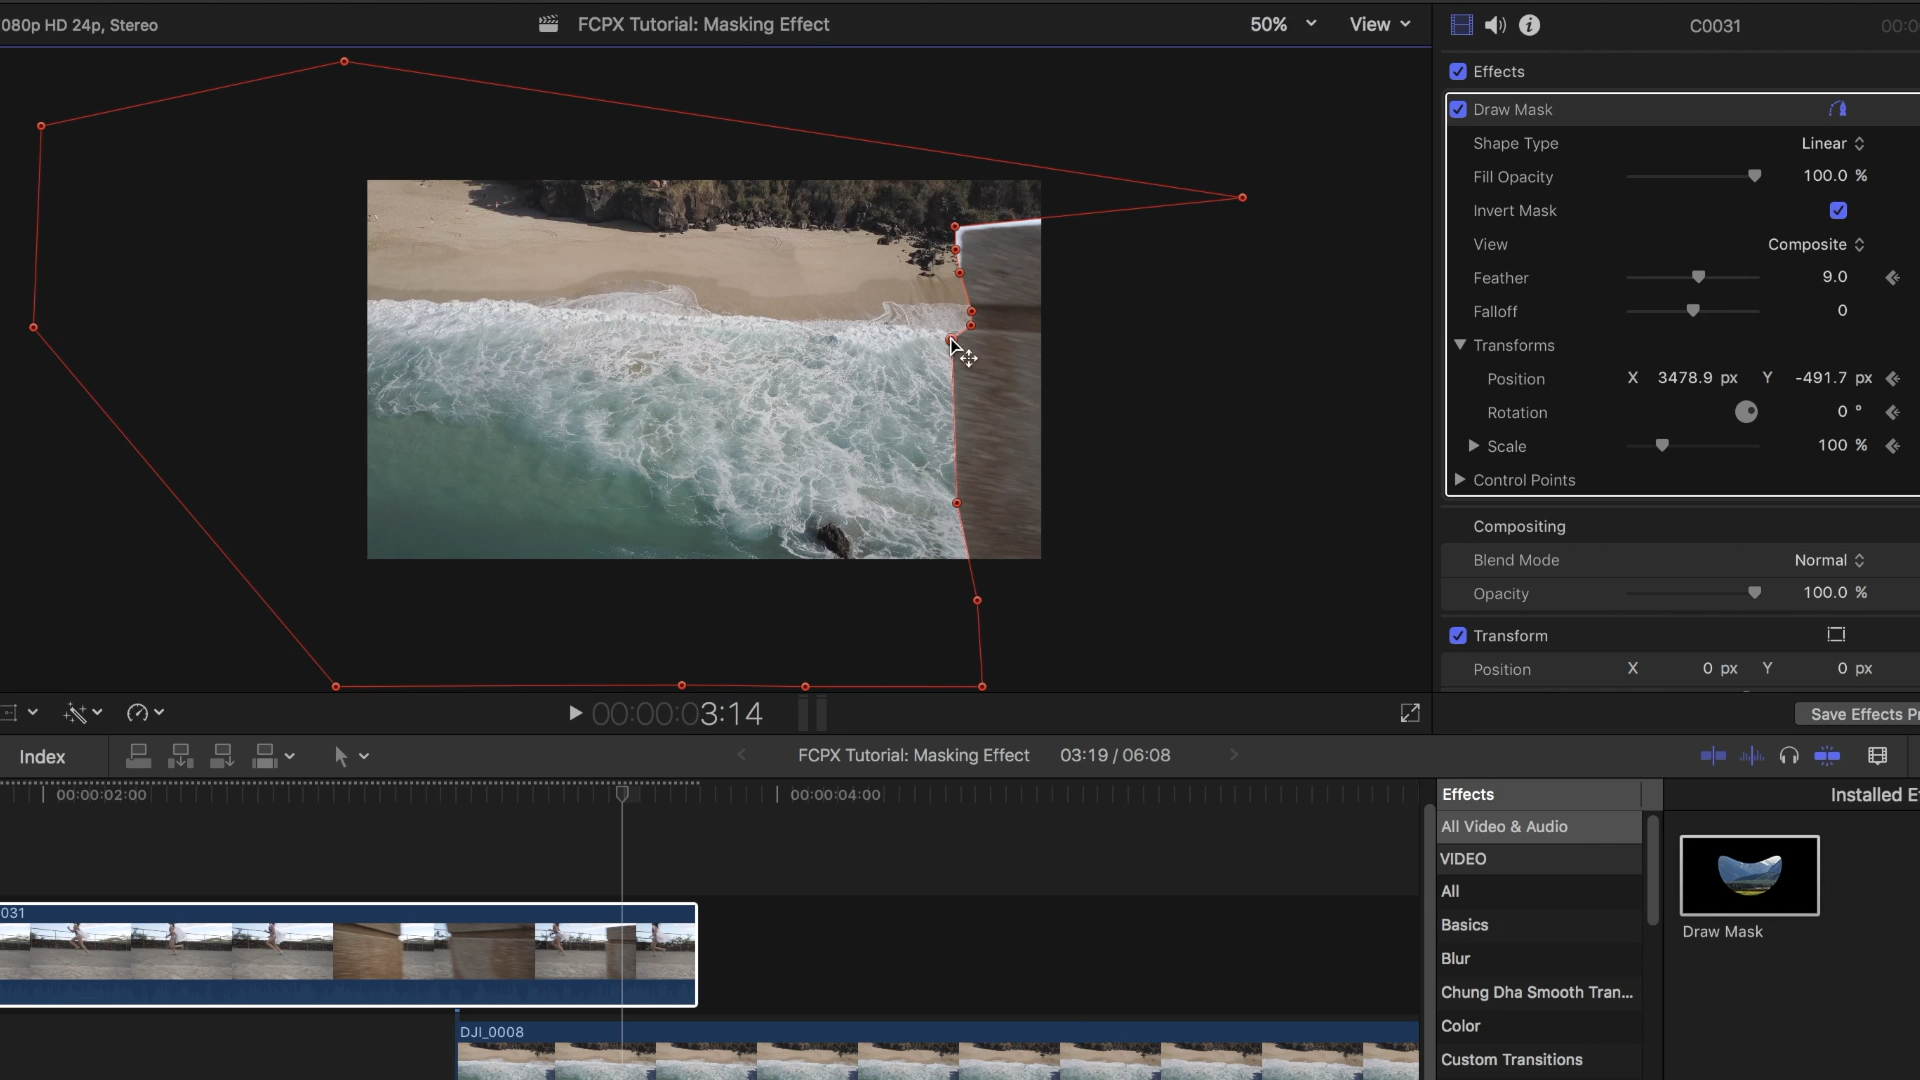 080p HD 24p, Stereo
FCPX Tutorial: Masking Effect
50%
View
C0031
00:0
Effects
Draw Mask
Shape Type
Linear
Fill Opacity
100.0 %
Invert Mask
View
Composite
Feather
9.0
Falloff
0
Transforms
Position X 3478.9 px Y -491.7 px
Rotation
0 °
Scale
100 %
Control Points
Compositing
Blend Mode
Normal
Opacity
100.0 %
Transform
Position X 0 px Y 0 px
00:00:03:14
Save Effects Pr
Index
FCPX Tutorial: Masking Effect
03:19 / 06:08
00:00:02:00
00:00:04:00
Effects
Installed E
All Video & Audio
VIDEO
All
Basics
Blur
Chung Dha Smooth Tran...
Color
Custom Transitions
Draw Mask
031
DJI_0008